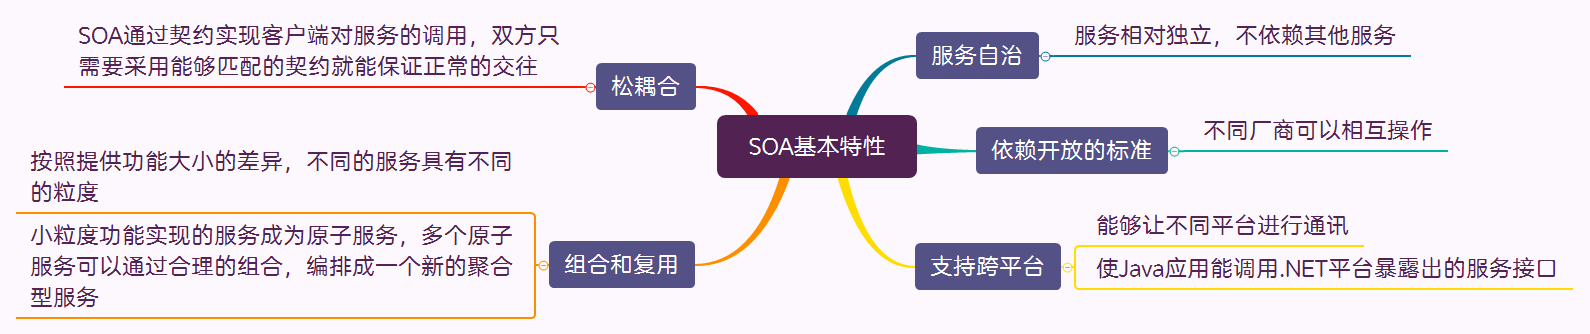 SOA基本特性
服务自治
服务相对独立，不依赖其他服务
依赖开放的标准
不同厂商可以相互操作
支持跨平台
能够让不同平台进行通讯
使Java应用能调用.NET平台暴露出的服务接口
松耦合
SOA通过契约实现客户端对服务的调用，双方只
需要采用能够匹配的契约就能保证正常的交往
组合和复用
按照提供功能大小的差异，不同的服务具有不同
的粒度
小粒度功能实现的服务成为原子服务，多个原子
服务可以通过合理的组合，编排成一个新的聚合
型服务